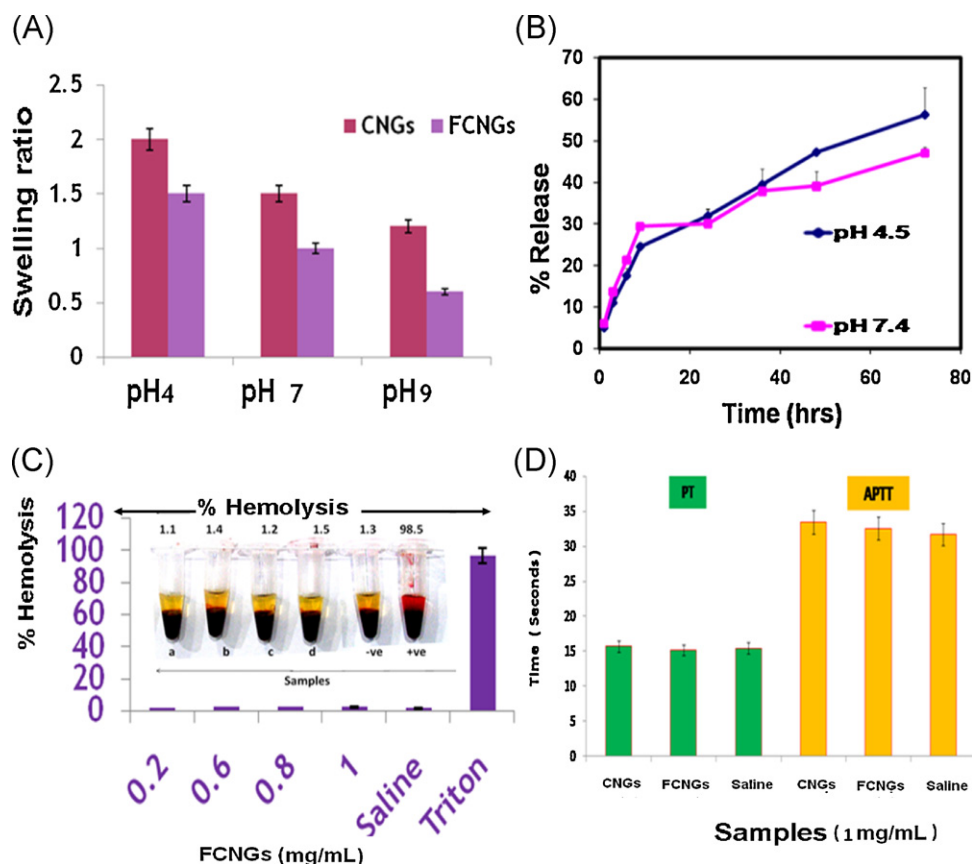 (A)
2.5
2
1.5
1
0.5
0
Swelling ratio
CNGs FCNGs
pH4 pH 7 pH9
(B)
70
60
50
40
30
20
10
0
% Release
pH 4.5
pH 7.4
0 20 40 60 80
Time (hrs)
(C)
% Hemolysis
120
100
80
60
40
20
0
% Hemolysis
1.1 1.4 1.2 1.5 1.3 98.5
a b c d -ve +ve
Samples
0.2 0.6 0.8 1 Saline Triton
FCNGs (mg/mL)
(D)
40
35
30
25
20
15
10
5
0
Time (Seconds)
PT APTT
CNGs FCNGs Saline CNGs FCNGs Saline
Samples (1mg/mL)